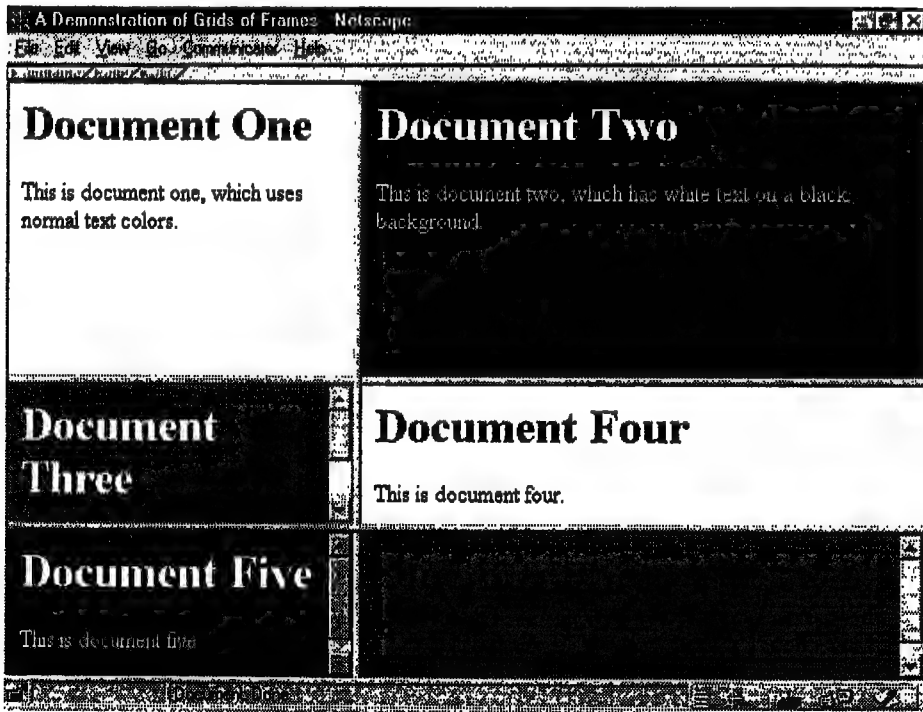 A Demonstration of Grids of Frames - Netscape
File Edit View Go Communicator Help
Document One
This is document one, which uses
normal text colors.
Document Two
This is document two, which has white text on a black
background.
Document
Three
Document Four
This is document four.
Document Five
This is document five
Document: Done